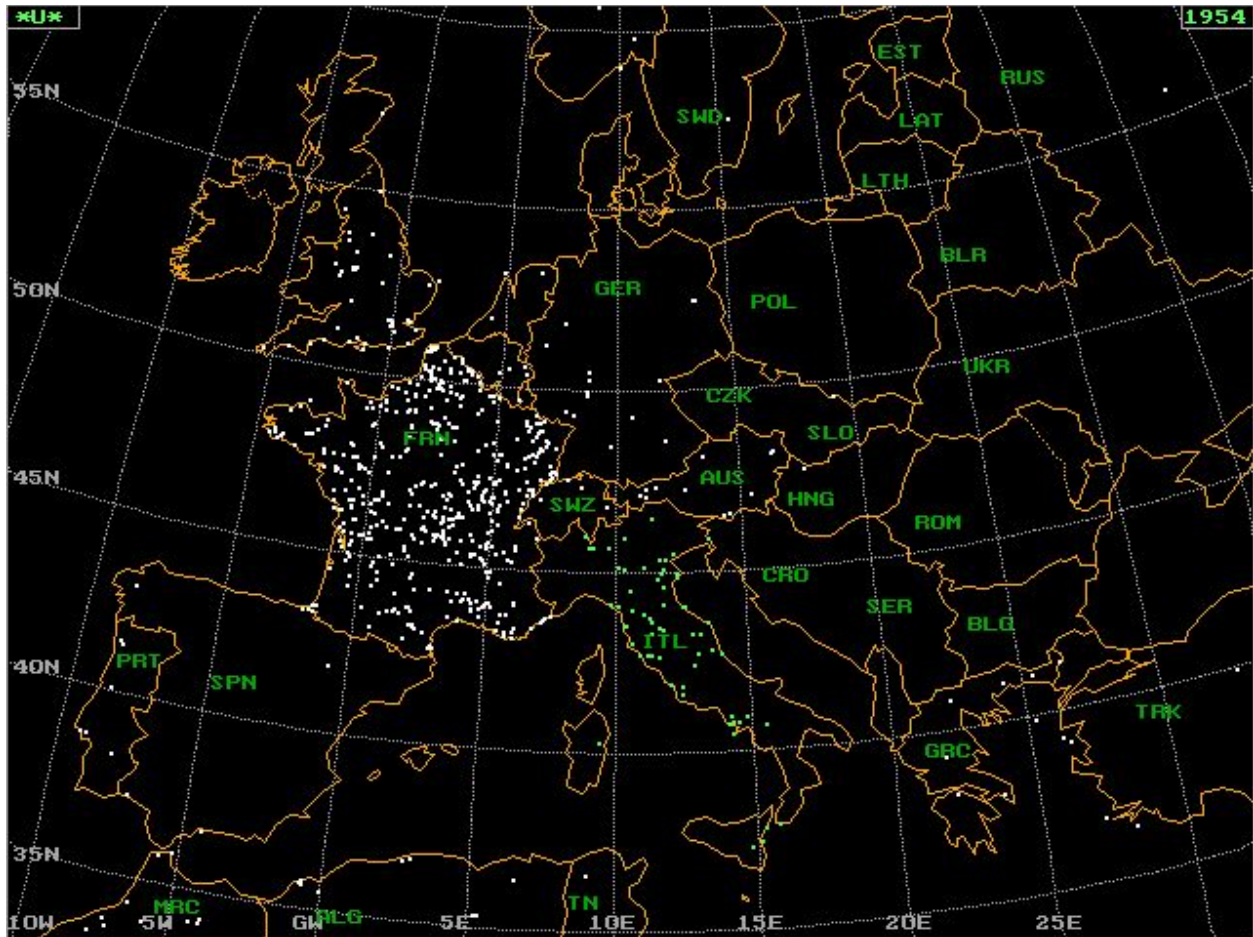 *U*
1954
EST
RUS
55N
SWD
LAT
LTH
BLR
50N
GER
POL
UKR
CZK
FRN
SLO
45N
AUS
SWZ
HNG
ROM
CRO
SER
BLG
ITL
PRT
40N
SPN
TRK
GRC
35N
TN
MRC
ALG
10W 5W GW 5E 10E 15E 20E 25E